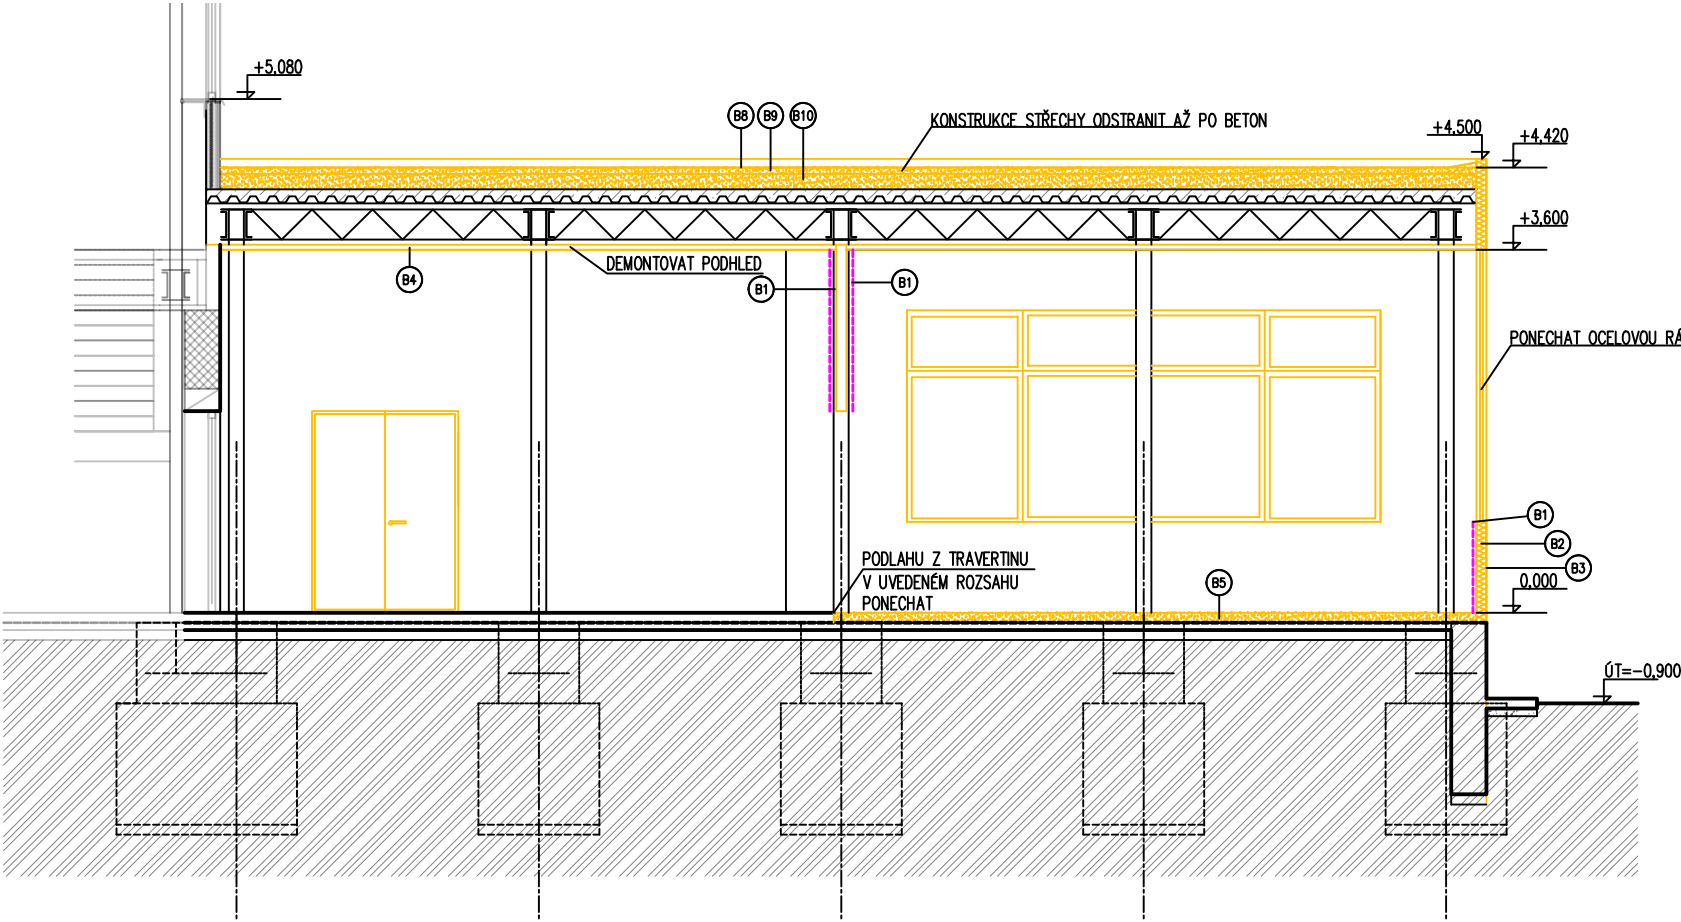 +5,080
B8 B9 B10
KONSTRUKCE STŘECHY ODSTRANIT AŽ PO BETON
+4,500
+4,420
+3,600
DEMONTOVAT PODHLED
B4
B1
B1
PONECHAT OCELOVOU
B1
B2
B3
PODLAHU Z TRAVERTINU
V UVEDENÉM ROZSAHU
PONECHAT
B5
0,000
ÚT=-0,900